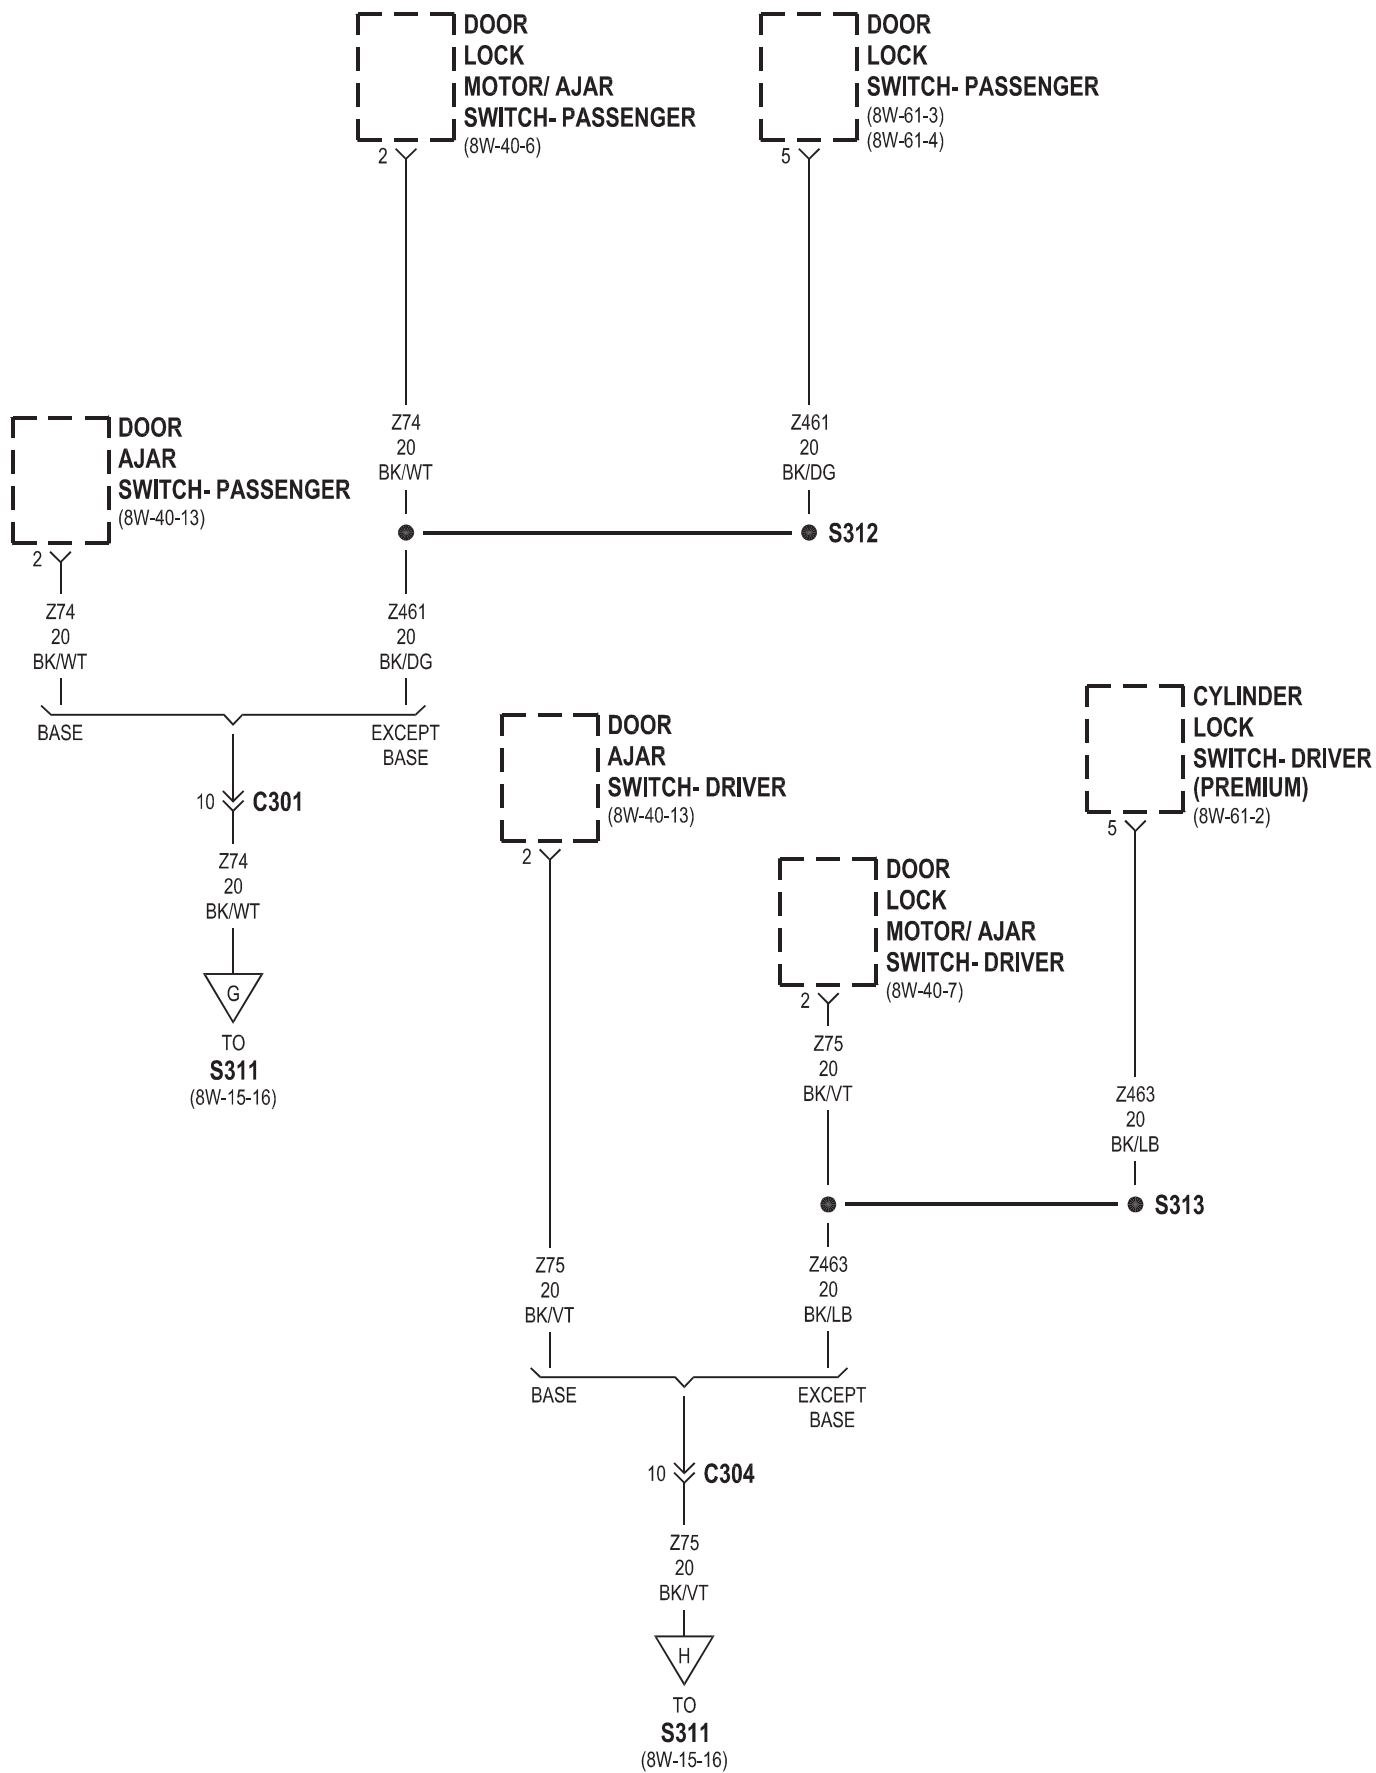 DOOR
LOCK
MOTOR/ AJAR
SWITCH- PASSENGER
(8W-40-6)
2
DOOR
LOCK
SWITCH- PASSENGER
(8W-61-3)
(8W-61-4)
5
Z74
20
BK/WT
Z461
20
BK/DG
S312
DOOR
AJAR
SWITCH- PASSENGER
(8W-40-13)
2
Z74
20
BK/WT
Z461
20
BK/DG
BASE
EXCEPT
BASE
10
C301
Z74
20
BK/WT
G
TO
S311
(8W-15-16)
DOOR
AJAR
SWITCH- DRIVER
(8W-40-13)
2
CYLINDER
LOCK
SWITCH- DRIVER
(PREMIUM)
(8W-61-2)
5
DOOR
LOCK
MOTOR/ AJAR
SWITCH- DRIVER
(8W-40-7)
2
Z75
20
BK/VT
Z463
20
BK/LB
S313
Z75
20
BK/VT
Z463
20
BK/LB
BASE
EXCEPT
BASE
10
C304
Z75
20
BK/VT
H
TO
S311
(8W-15-16)